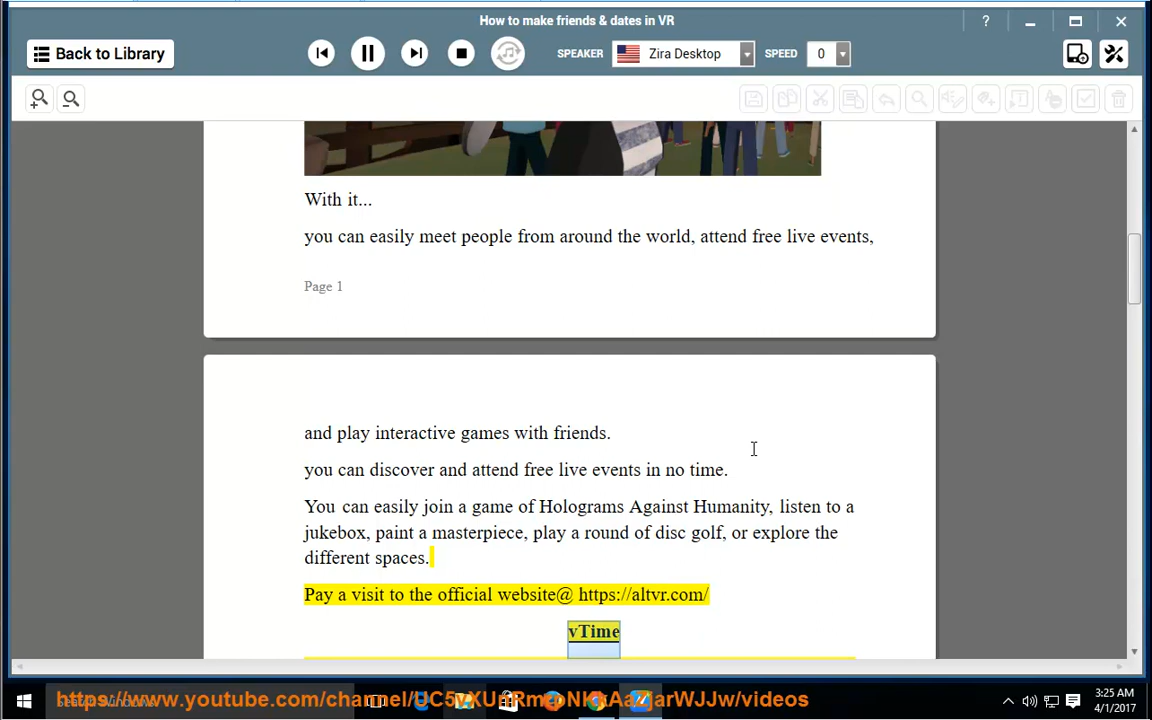 How to make friends & dates in VR
?
Back to Library
SPEAKER
Zira Desktop
SPEED
0
With it...
you can easily meet people from around the world, attend free live events,
Page 1
and play interactive games with friends.
you can discover and attend free live events in no time.
You can easily join a game of Holograms Against Humanity, listen to a
jukebox, paint a masterpiece, play a round of disc golf, or explore the
different spaces.
Pay a visit to the official website@ https://altvr.com/
vTime
3:25 AM
4/1/2017